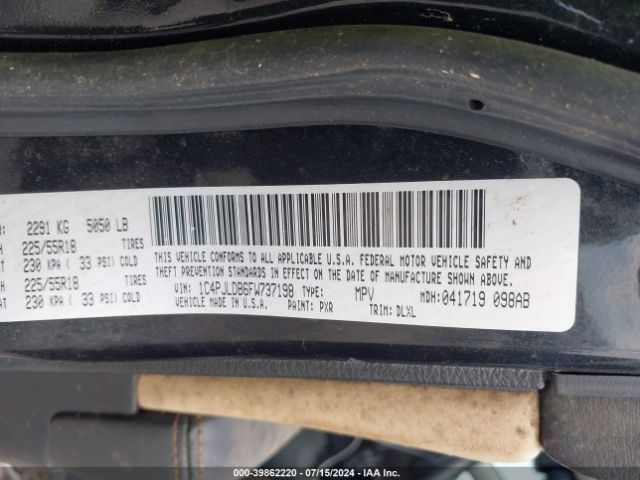 2291 KG 5050 LB
225/55R18 TIRES
230 KPA ( 33 PSI) COLD
225/55R18 TIRES
230 KPA ( 33 PSI) COLD
THIS VEHICLE CONFORMS TO ALL APPLICABLE U.S.A. FEDERAL MOTOR VEHICLE SAFETY AND
THEFT PREVENTION STANDARDS IN EFFECT ON THE DATE OF MANUFACTURE SHOWN ABOVE.
VIN: 1C4PJLDB6FW737198 TYPE: MPV MDH: 041719 098AB
VEHICLE MADE IN U.S.A. PAINT: PXR TRIM: DLXL
000-39862220 - 07/15/2024 - IAA Inc.